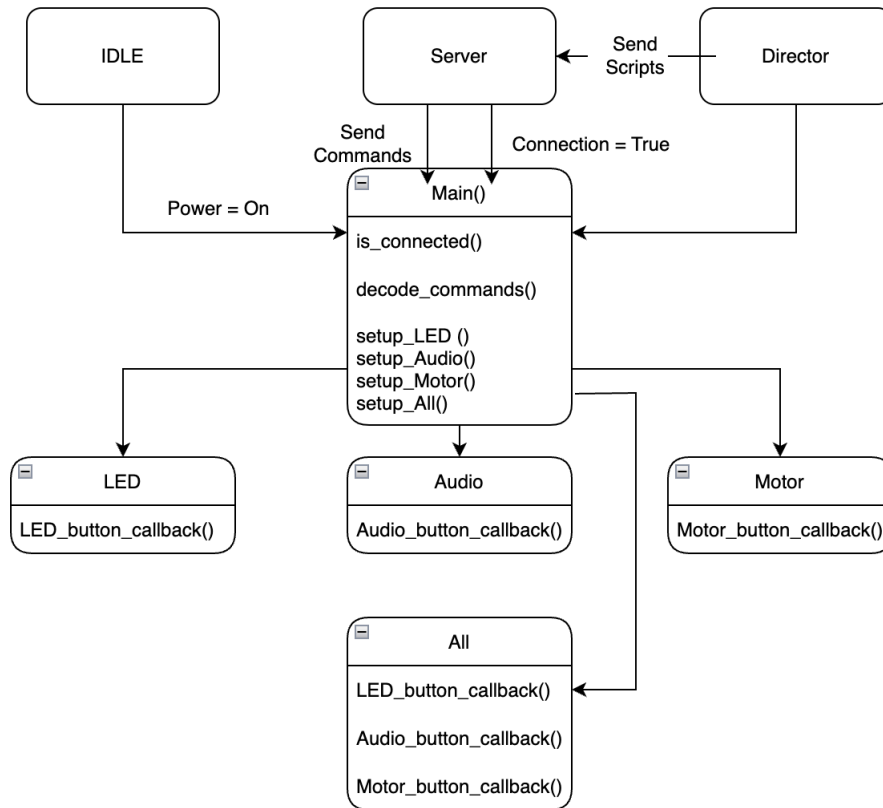 IDLE
Server
Send
Scripts
Director
Send
Commands
Connection = True
Power = On
Main()
is_connected()
decode_commands()
setup_LED ()
setup_Audio()
setup_Motor()
setup_All()
LED
LED_button_callback()
Audio
Audio_button_callback()
Motor
Motor_button_callback()
All
LED_button_callback()
Audio_button_callback()
Motor_button_callback()